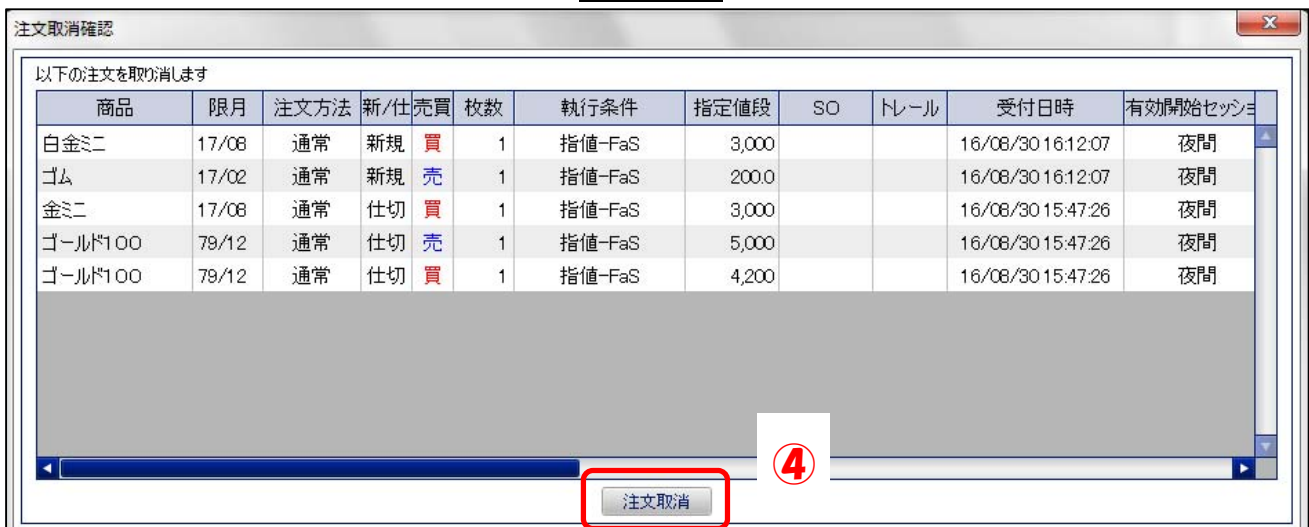 注文取消確認
以下の注文を取り消します
商品 限月 注文方法 新/仕 売買 枚数 執行条件 指定値段 SO トレール 受付日時 有効開始セッショ
白金ミニ 17/08 通常 新規 買 1 指値-FaS 3,000 16/08/30 16:12:07 夜間
ゴム 17/02 通常 新規 売 1 指値-FaS 200.0 16/08/30 16:12:07 夜間
金ミニ 17/08 通常 仕切 買 1 指値-FaS 3,000 16/08/30 15:47:26 夜間
ゴールド100 79/12 通常 仕切 売 1 指値-FaS 5,000 16/08/30 15:47:26 夜間
ゴールド100 79/12 通常 仕切 買 1 指値-FaS 4,200 16/08/30 15:47:26 夜間
④
注文取消